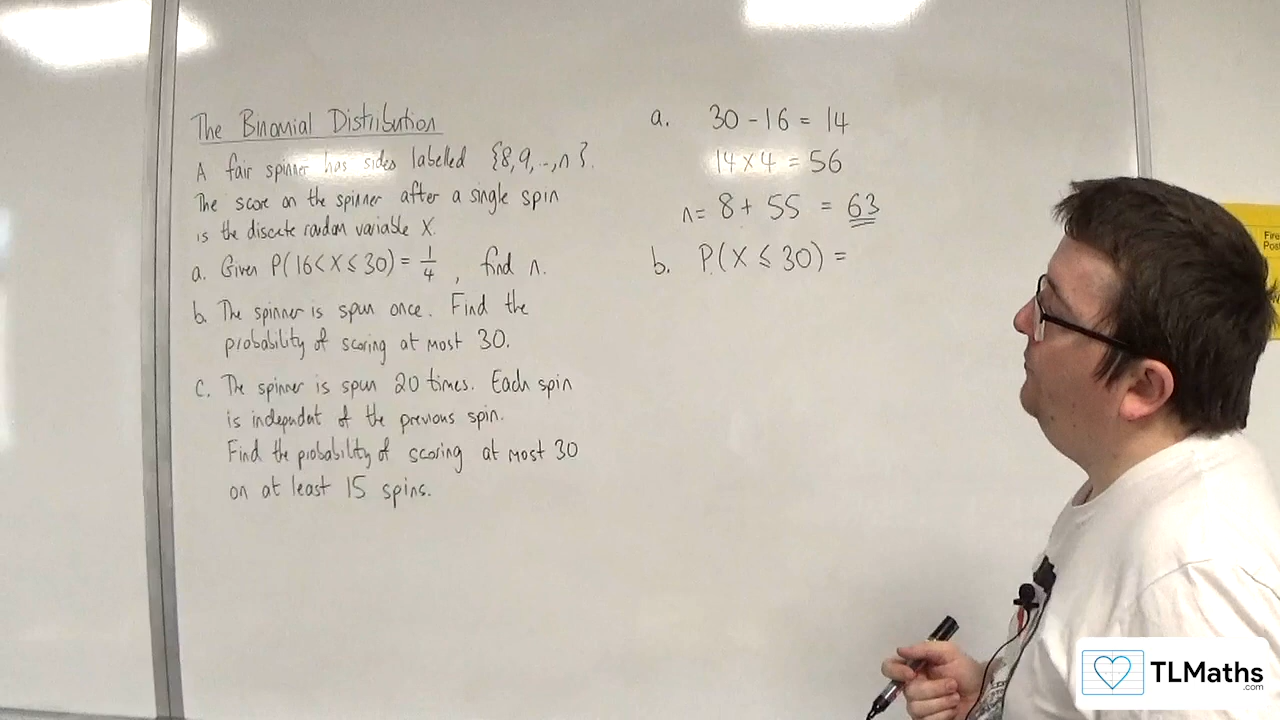 The Binomial Distribution
A fair spinner has sides labelled {8,9,...,n}.
The score on the spinner after a single spin
is the discrete random variable X.
a. Given P(16<X≤30) = 1/4 , find n.
b. The spinner is spun once. Find the
probability of scoring at most 30.
c. The spinner is spun 20 times. Each spin
is independent of the previous spin.
Find the probability of scoring at most 30
on at least 15 spins.
a. 30 - 16 = 14
14 x 4 = 56
n = 8 + 55 = 63
b. P(X ≤ 30) =
Fire
Post
TLMaths
.com